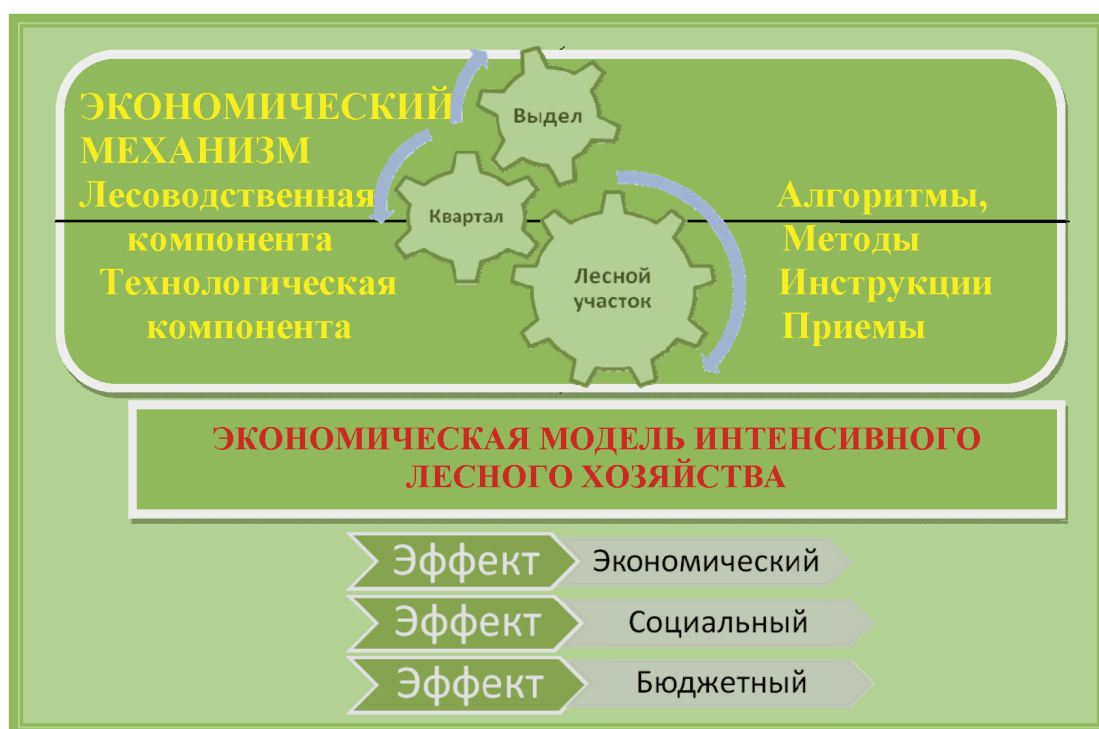 ЭКОНОМИЧЕСКИЙ
МЕХАНИЗМ
Лесоводственная
компонента
Технологическая
компонента
Выдел
Квартал
Лесной
участок
Алгоритмы,
Методы
Инструкции
Приемы
ЭКОНОМИЧЕСКАЯ МОДЕЛЬ ИНТЕНСИВНОГО
ЛЕСНОГО ХОЗЯЙСТВА
Эффект Экономический
Эффект Социальный
Эффект Бюджетный